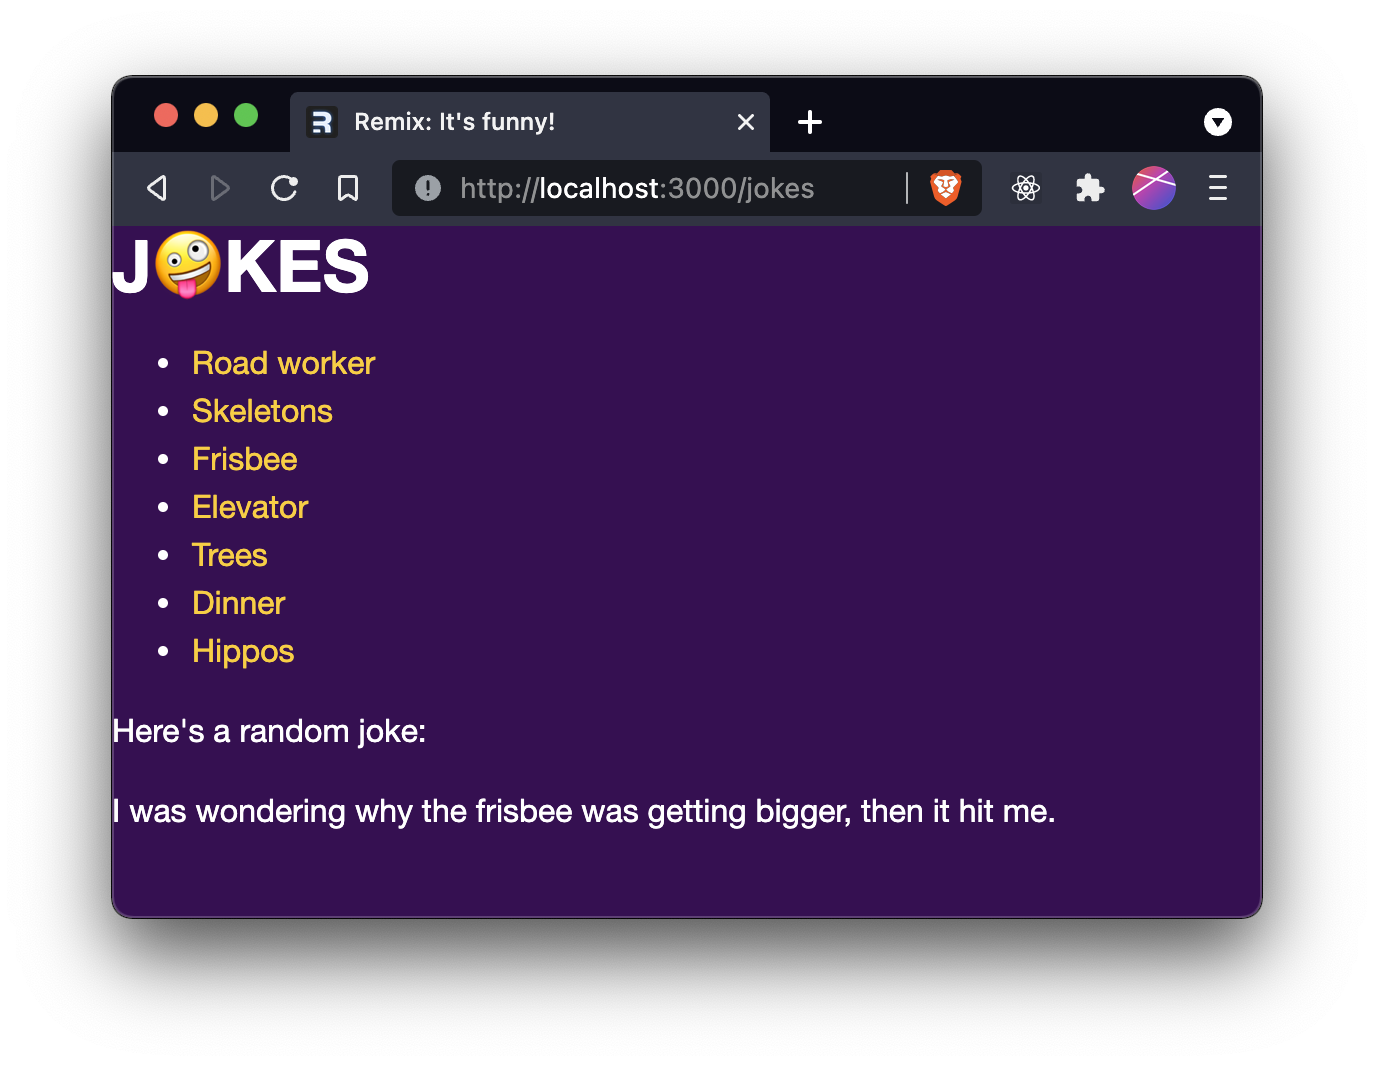 Remix: It's funny!
http://localhost:3000/jokes
J🤪KES
Road worker
Skeletons
Frisbee
Elevator
Trees
Dinner
Hippos
Here's a random joke:
I was wondering why the frisbee was getting bigger, then it hit me.